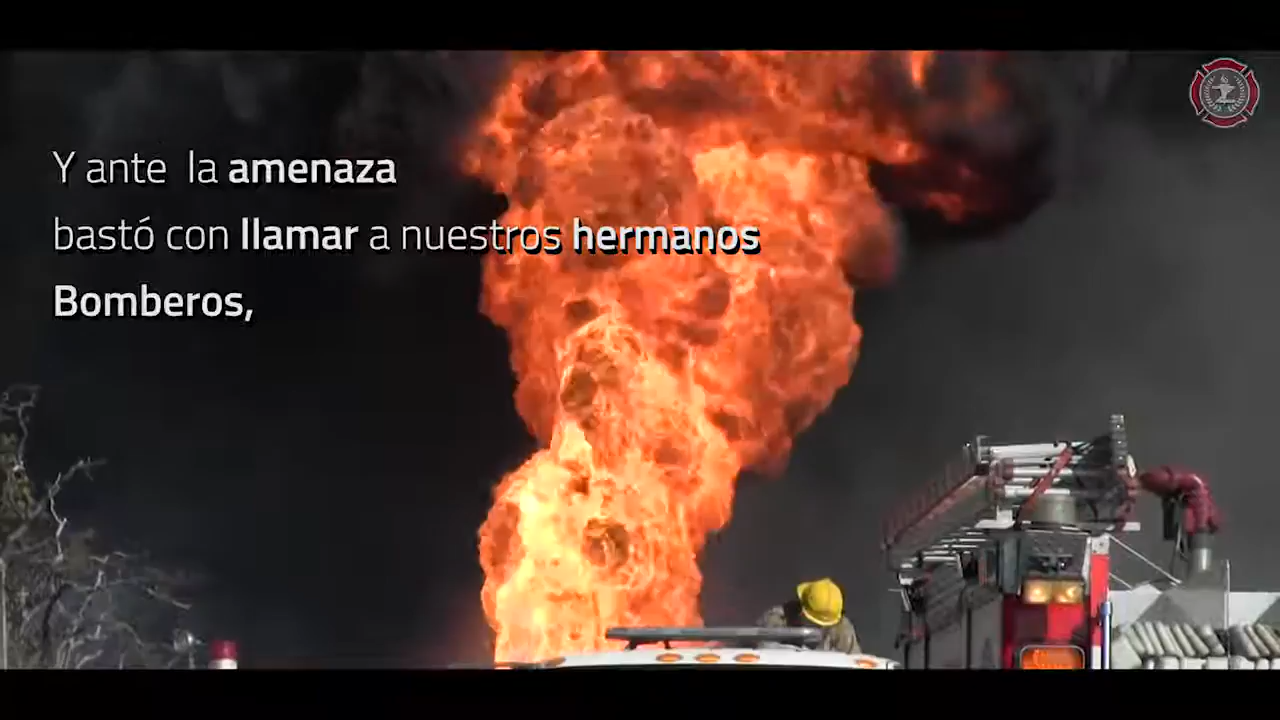 Y ante la amenaza
bastó con llamar a nuestros hermanos
Bomberos,